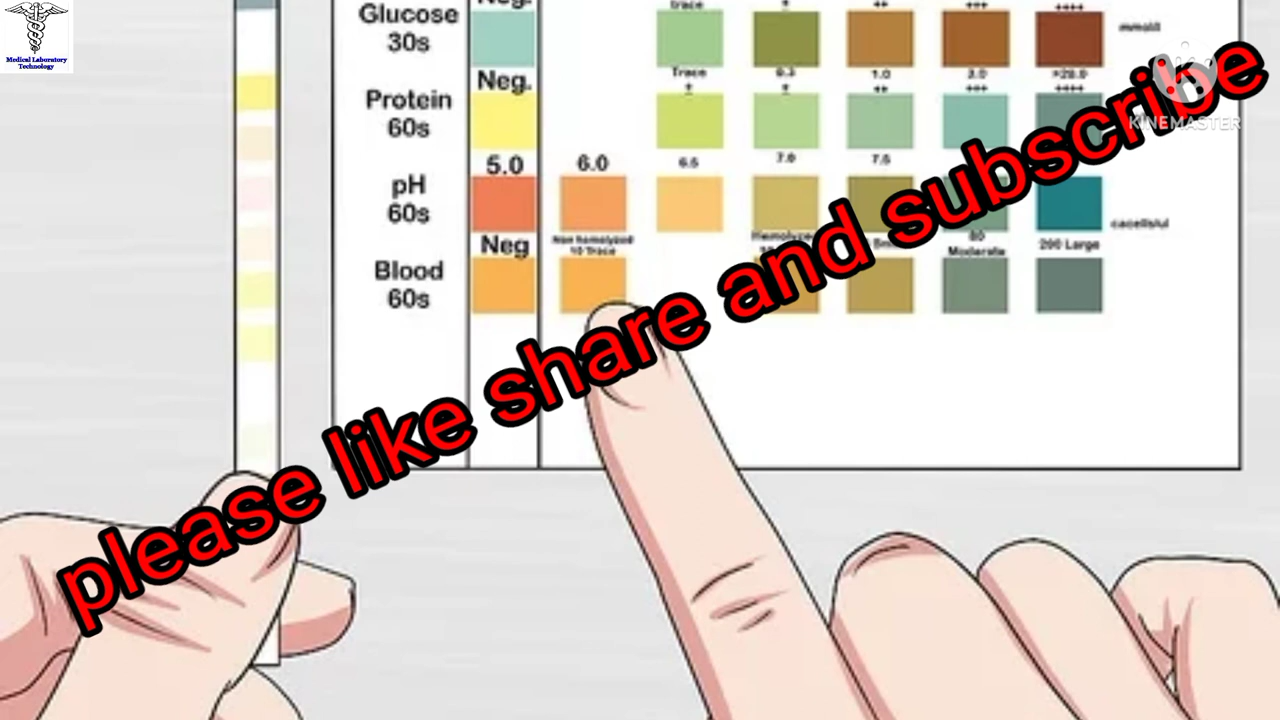 Medical Laboratory
Technology
Neg.
Glucose
30s
trace + ++ +++ ++++
mmol/l
Neg.
Protein
60s
Trace 0.3 1.0 3.0 >20.0
± + ++ +++ ++++
KINEMASTER
5.0 6.0 6.5 7.0 7.5
pH
60s
Neg
Non hemolyzed
10 Trace
80
Moderate
200 Large
Blood
60s
please like share and subscribe